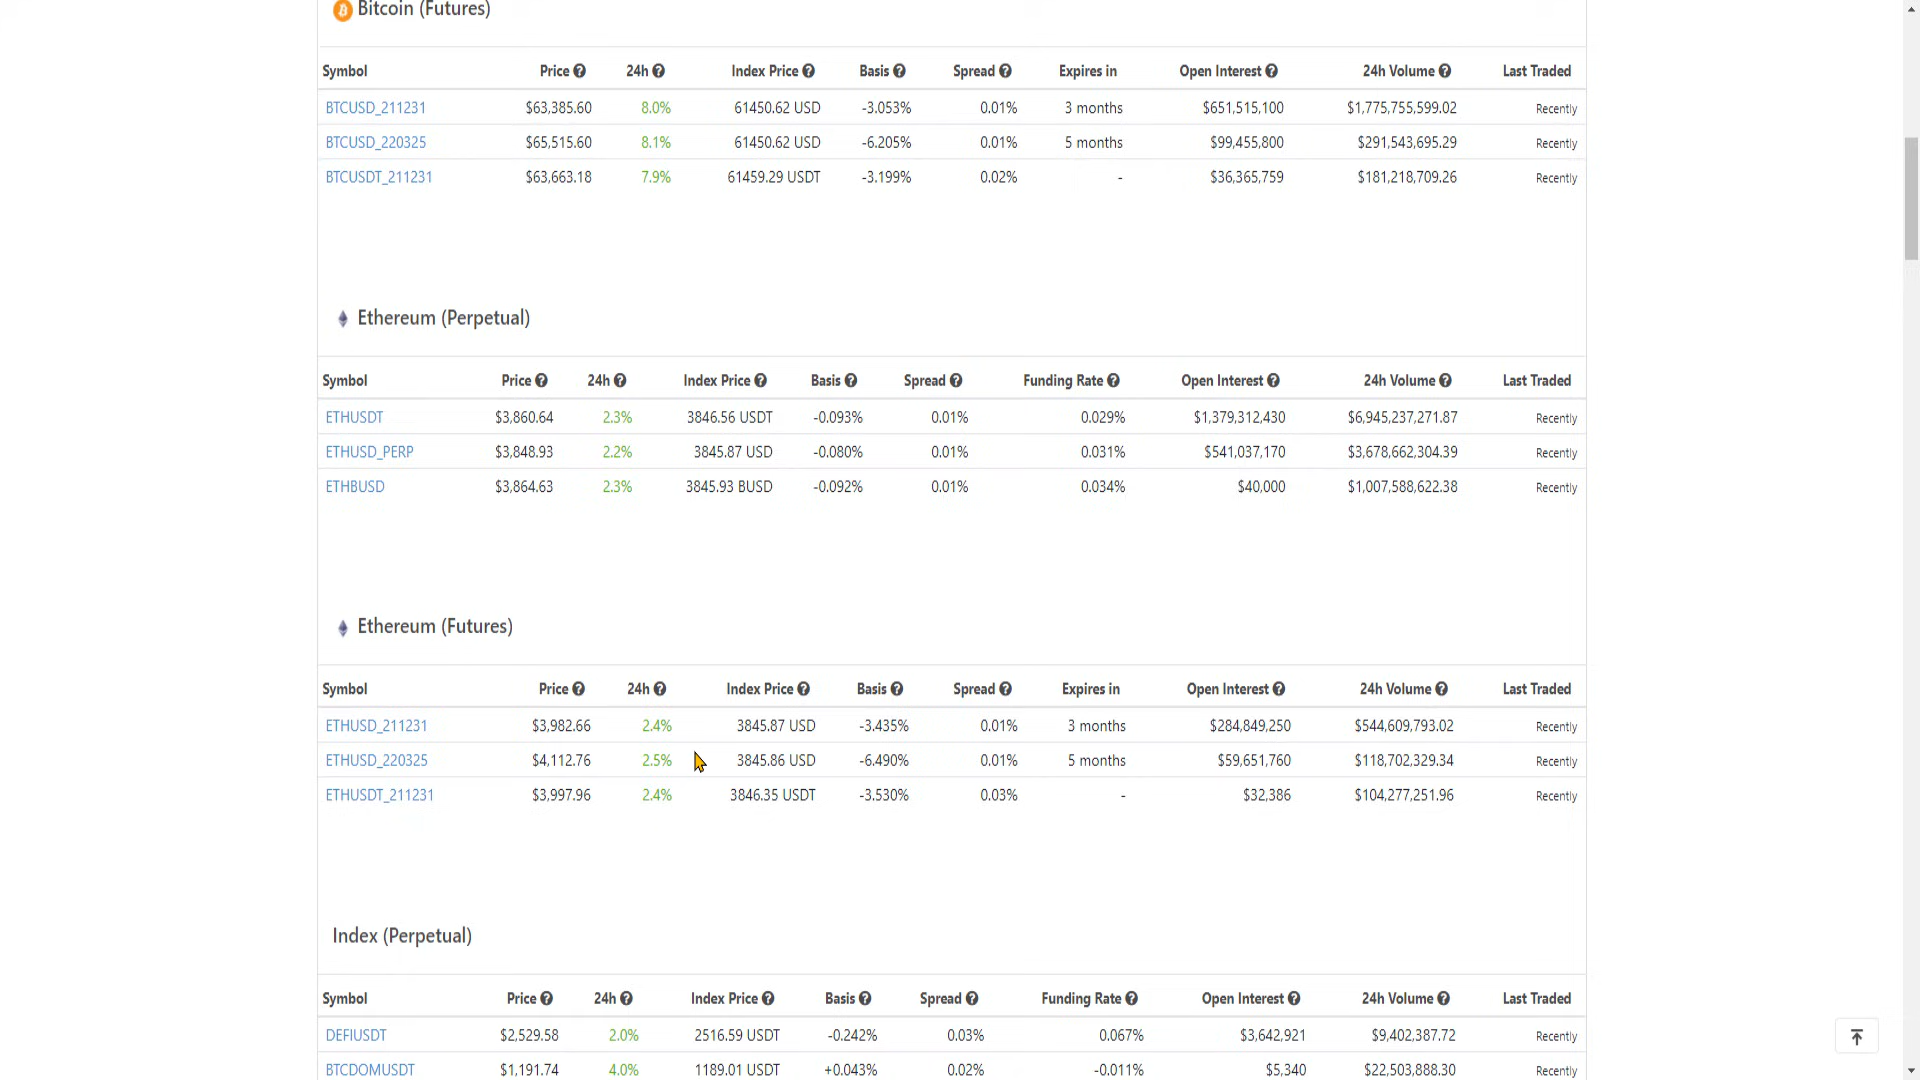 Bitcoin (Futures)
Symbol Price 24h Index Price Basis Spread Expires in Open Interest 24h Volume Last Traded
BTCUSD_211231 $63,385.60 8.0% 61450.62 USD -3.053% 0.01% 3 months $651,515,100 $1,775,755,599.02 Recently
BTCUSD_220325 $65,515.60 8.1% 61450.62 USD -6.205% 0.01% 5 months $99,455,800 $291,543,695.29 Recently
BTCUSDT_211231 $63,663.18 7.9% 61459.29 USDT -3.199% 0.02% - $36,365,759 $181,218,709.26 Recently
Ethereum (Perpetual)
Symbol Price 24h Index Price Basis Spread Funding Rate Open Interest 24h Volume Last Traded
ETHUSDT $3,860.64 2.3% 3846.56 USDT -0.093% 0.01% 0.029% $1,379,312,430 $6,945,237,271.87 Recently
ETHUSD_PERP $3,848.93 2.2% 3845.87 USD -0.080% 0.01% 0.031% $541,037,170 $3,678,662,304.39 Recently
ETHBUSD $3,864.63 2.3% 3845.93 BUSD -0.092% 0.01% 0.034% $40,000 $1,007,588,622.38 Recently
Ethereum (Futures)
Symbol Price 24h Index Price Basis Spread Expires in Open Interest 24h Volume Last Traded
ETHUSD_211231 $3,982.66 2.4% 3845.87 USD -3.435% 0.01% 3 months $284,849,250 $544,609,793.02 Recently
ETHUSD_220325 $4,112.76 2.5% 3845.86 USD -6.490% 0.01% 5 months $59,651,760 $118,702,329.34 Recently
ETHUSDT_211231 $3,997.96 2.4% 3846.35 USDT -3.530% 0.03% - $32,386 $104,277,251.96 Recently
Index (Perpetual)
Symbol Price 24h Index Price Basis Spread Funding Rate Open Interest 24h Volume Last Traded
DEFIUSDT $2,529.58 2.0% 2516.59 USDT -0.242% 0.03% 0.067% $3,642,921 $9,402,387.72 Recently
BTCDOMUSDT $1,191.74 4.0% 1189.01 USDT +0.043% 0.02% -0.011% $5,340 $22,503,888.30 Recently